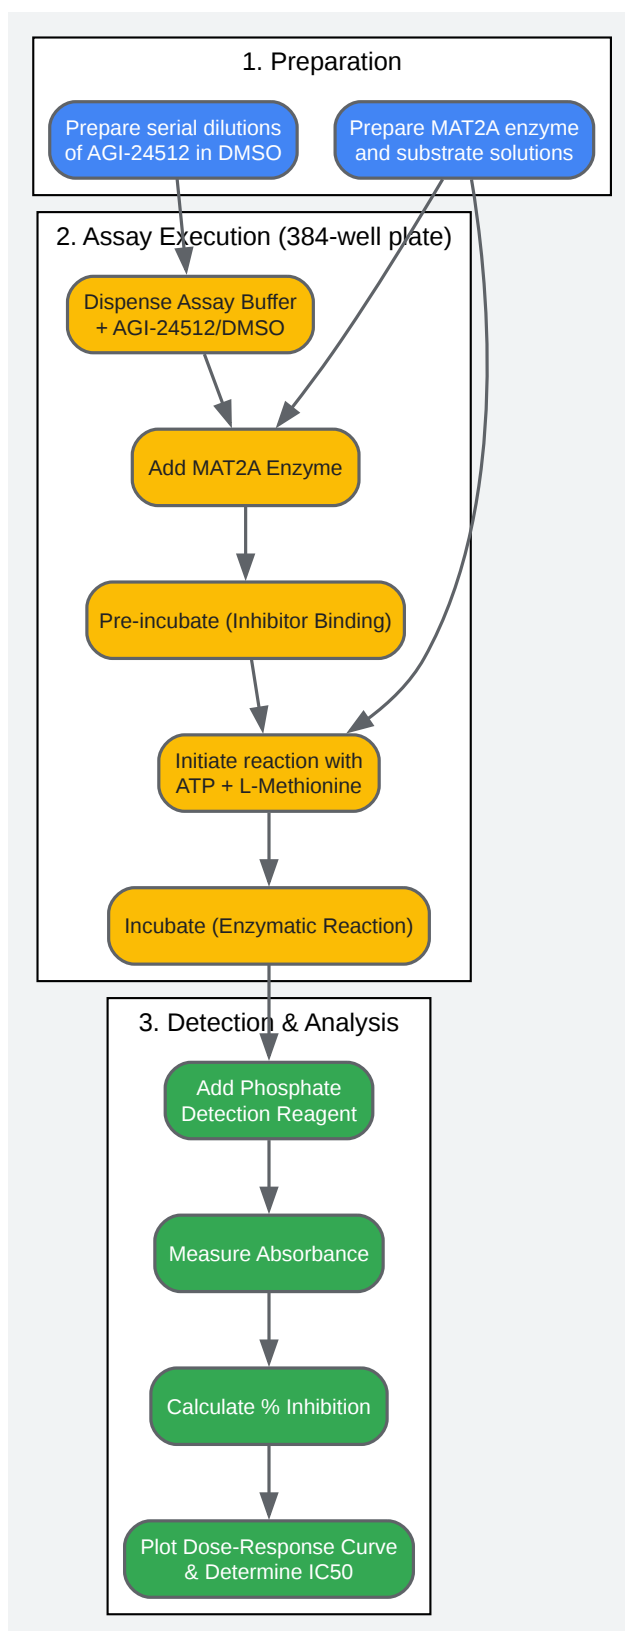 1. Preparation
Prepare serial dilutions
of AGI-24512 in DMSO
Prepare MAT2A enzyme
and substrate solutions
2. Assay Execution (384-well plate)
Dispense Assay Buffer
+ AGI-24512/DMSO
Add MAT2A Enzyme
Pre-incubate (Inhibitor Binding)
Initiate reaction with
ATP + L-Methionine
Incubate (Enzymatic Reaction)
3. Detection & Analysis
Add Phosphate
Detection Reagent
Measure Absorbance
Calculate % Inhibition
Plot Dose-Response Curve
& Determine IC50